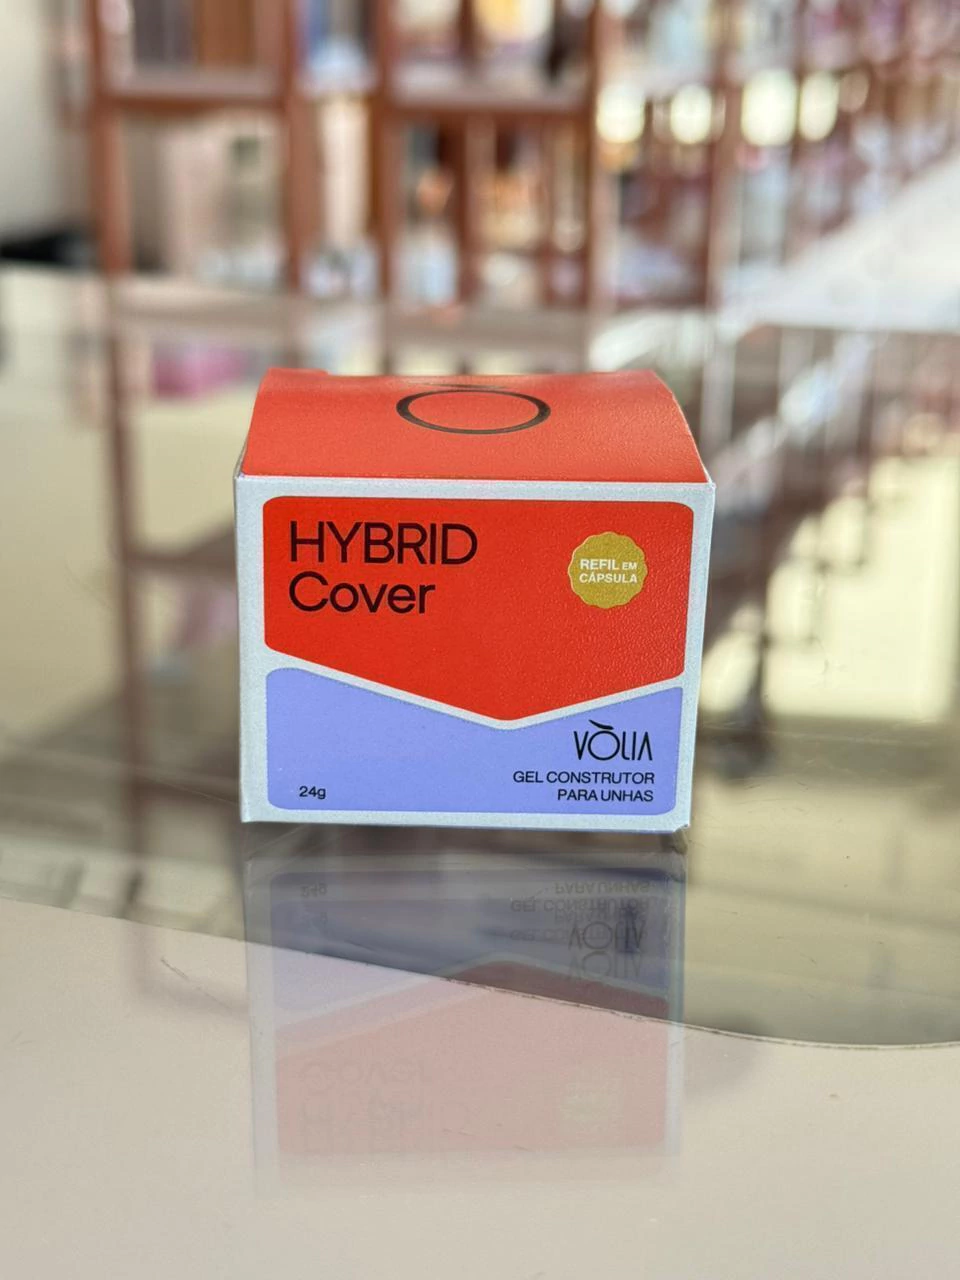 HYBRID
Cover
REFIL EM
CÁPSULA
VÒLIA
GEL CONSTRUTOR
PARA UNHAS
24g